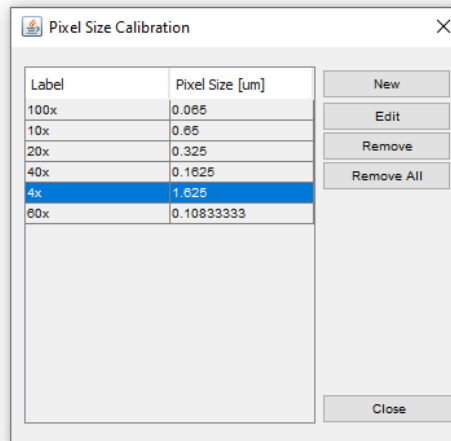 Pixel Size Calibration
Label Pixel Size [um]
100x 0.065
10x 0.65
20x 0.325
40x 0.1625
4x 1.625
60x 0.10833333
New
Edit
Remove
Remove All
Close